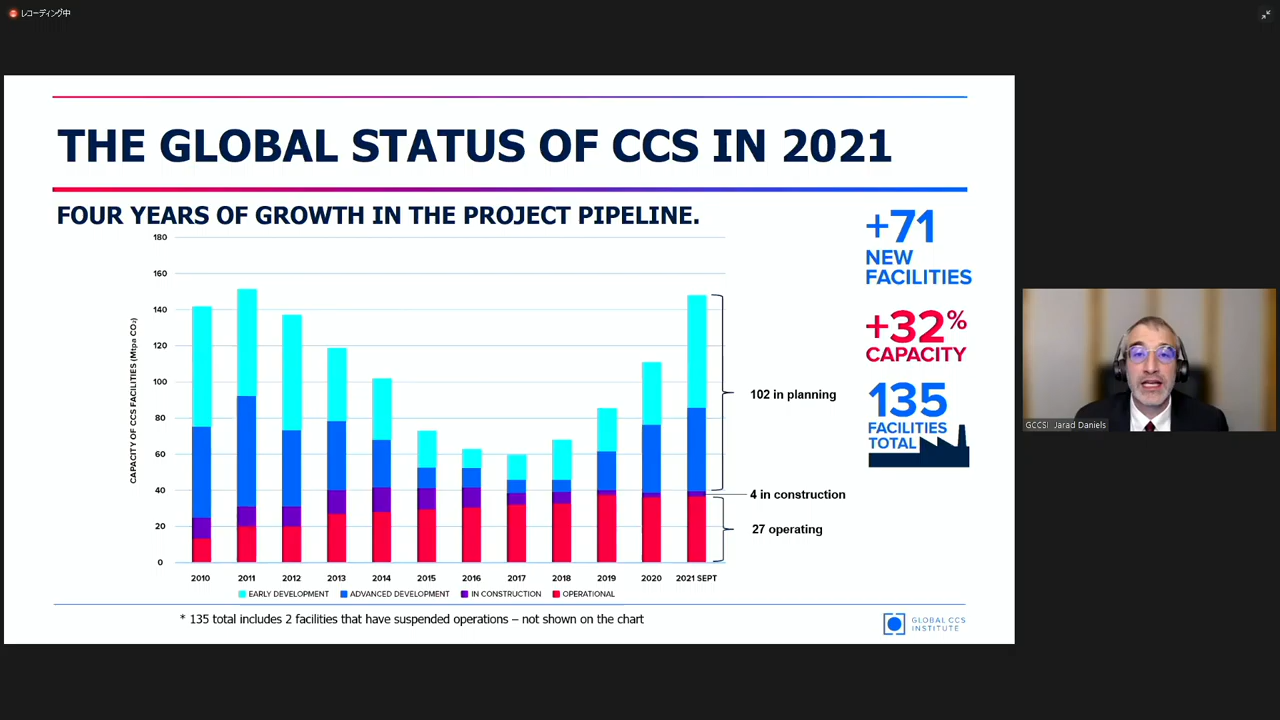 レコーディング中
THE GLOBAL STATUS OF CCS IN 2021
FOUR YEARS OF GROWTH IN THE PROJECT PIPELINE.
CAPACITY OF CCS FACILITIES (Mtpa CO₂)
180
160
140
120
100
80
60
40
20
0
2010 2011 2012 2013 2014 2015 2016 2017 2018 2019 2020 2021 SEPT
EARLY DEVELOPMENT ADVANCED DEVELOPMENT IN CONSTRUCTION OPERATIONAL
102 in planning
4 in construction
27 operating
+71
NEW
FACILITIES
+32%
CAPACITY
135
FACILITIES
TOTAL
* 135 total includes 2 facilities that have suspended operations – not shown on the chart
GLOBAL CCS
INSTITUTE
GCCSI Jarad Daniels